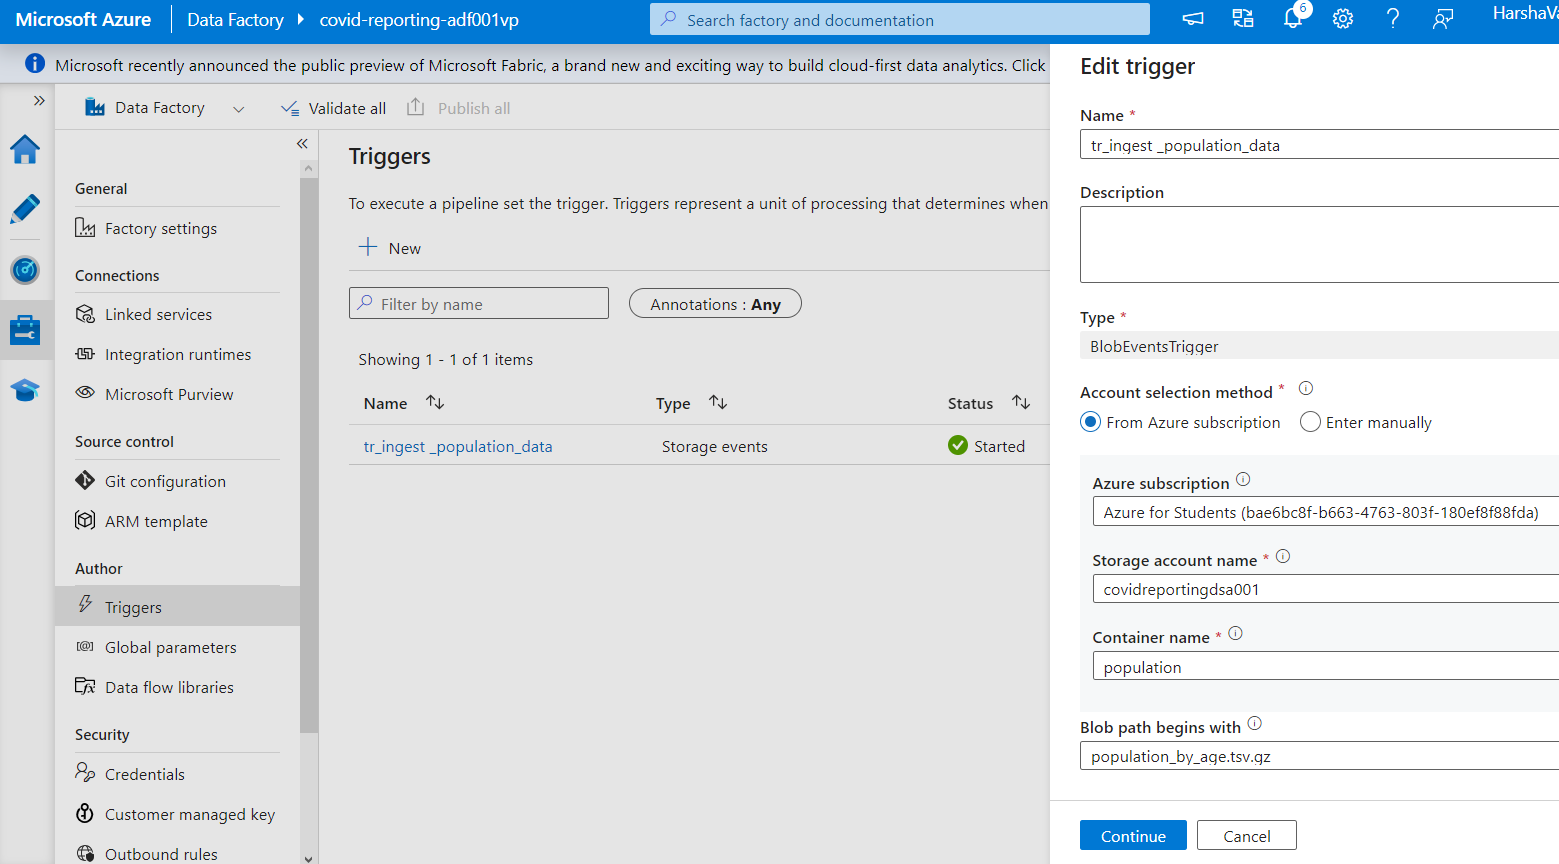 Microsoft Azure
Data Factory
covid-reporting-adf001vp
Search factory and documentation
6
HarshaVa
Microsoft recently announced the public preview of Microsoft Fabric, a brand new and exciting way to build cloud-first data analytics. Click
Data Factory
Validate all
Publish all
General
Factory settings
Connections
Linked services
Integration runtimes
Microsoft Purview
Source control
Git configuration
ARM template
Author
Triggers
Global parameters
Data flow libraries
Security
Credentials
Customer managed key
Outbound rules
Triggers
To execute a pipeline set the trigger. Triggers represent a unit of processing that determines when
New
Filter by name
Annotations : Any
Showing 1 - 1 of 1 items
Name Type Status
tr_ingest _population_data Storage events Started
Edit trigger
Name *
tr_ingest _population_data
Description
Type *
BlobEventsTrigger
Account selection method *
From Azure subscription Enter manually
Azure subscription
Azure for Students (bae6bc8f-b663-4763-803f-180ef8f88fda)
Storage account name *
covidreportingdsa001
Container name *
population
Blob path begins with
population_by_age.tsv.gz
Continue Cancel